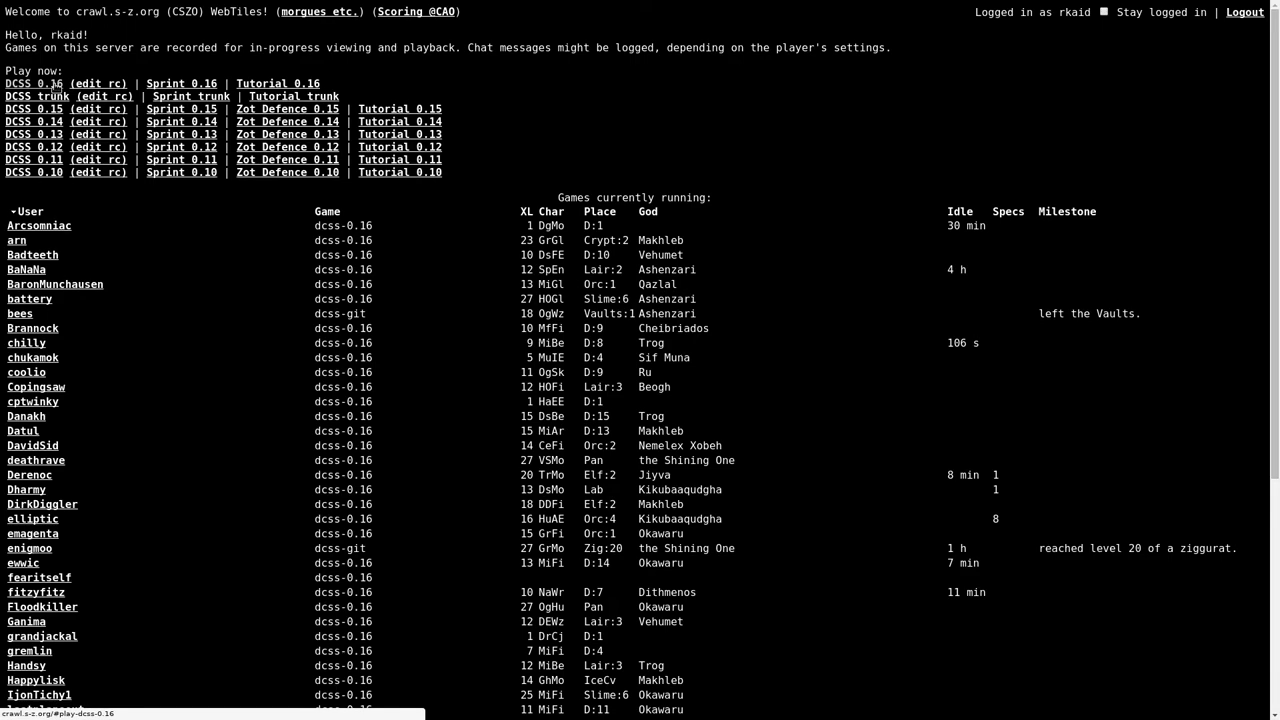 Welcome to crawl.s-z.org (CSZO) WebTiles! (morgues etc.) (Scoring @CAO) Logged in as rkaid Stay logged in | Logout
Hello, rkaid!
Games on this server are recorded for in-progress viewing and playback. Chat messages might be logged, depending on the player's settings.
Play now:
DCSS 0.16 (edit rc) | Sprint 0.16 | Tutorial 0.16
DCSS trunk (edit rc) | Sprint trunk | Tutorial trunk
DCSS 0.15 (edit rc) | Sprint 0.15 | Zot Defence 0.15 | Tutorial 0.15
DCSS 0.14 (edit rc) | Sprint 0.14 | Zot Defence 0.14 | Tutorial 0.14
DCSS 0.13 (edit rc) | Sprint 0.13 | Zot Defence 0.13 | Tutorial 0.13
DCSS 0.12 (edit rc) | Sprint 0.12 | Zot Defence 0.12 | Tutorial 0.12
DCSS 0.11 (edit rc) | Sprint 0.11 | Zot Defence 0.11 | Tutorial 0.11
DCSS 0.10 (edit rc) | Sprint 0.10 | Zot Defence 0.10 | Tutorial 0.10
Games currently running:
User Game XL Char Place God Idle Specs Milestone
Arcsomniac dcss-0.16 1 DgMo D:1 30 min
arn dcss-0.16 23 GrGl Crypt:2 Makhleb
Badteeth dcss-0.16 10 DsFE D:10 Vehumet
BaNaNa dcss-0.16 12 SpEn Lair:2 Ashenzari 4 h
BaronMunchausen dcss-0.16 13 MiGl Orc:1 Qazlal
battery dcss-0.16 27 HOGl Slime:6 Ashenzari
bees dcss-git 18 OgWz Vaults:1 Ashenzari left the Vaults.
Brannock dcss-0.16 10 MfFi D:9 Cheibriados
chilly dcss-0.16 9 MiBe D:8 Trog 106 s
chukamok dcss-0.16 5 MuIE D:4 Sif Muna
coolio dcss-0.16 11 OgSk D:9 Ru
Copingsaw dcss-0.16 12 HOFi Lair:3 Beogh
cptwinky dcss-0.16 1 HaEE D:1
Danakh dcss-0.16 15 DsBe D:15 Trog
Datul dcss-0.16 15 MiAr D:13 Makhleb
DavidSid dcss-0.16 14 CeFi Orc:2 Nemelex Xobeh
deathrave dcss-0.16 27 VSMo Pan the Shining One
Derenoc dcss-0.16 20 TrMo Elf:2 Jiyva 8 min 1
Dharmy dcss-0.16 13 DsMo Lab Kikubaaqudgha 1
DirkDiggler dcss-0.16 18 DDFi Elf:2 Makhleb
elliptic dcss-0.16 16 HuAE Orc:4 Kikubaaqudgha 8
emagenta dcss-0.16 15 GrFi Orc:1 Okawaru
enigmoo dcss-git 27 GrMo Zig:20 the Shining One 1 h reached level 20 of a ziggurat.
ewwic dcss-0.16 13 MiFi D:14 Okawaru 7 min
fearitself dcss-0.16
fitzyfitz dcss-0.16 10 NaWr D:7 Dithmenos 11 min
Floodkiller dcss-0.16 27 OgHu Pan Okawaru
Ganima dcss-0.16 12 DEWz Lair:3 Vehumet
grandjackal dcss-0.16 1 DrCj D:1
gremlin dcss-0.16 7 MiFi D:4
Handsy dcss-0.16 12 MiBe Lair:3 Trog
Happylisk dcss-0.16 14 GhMo IceCv Makhleb
IjonTichy1 dcss-0.16 25 MiFi Slime:6 Okawaru
dcss-0.16 11 MiFi D:11 Okawaru
crawl.s-z.org/#play-dcss-0.16